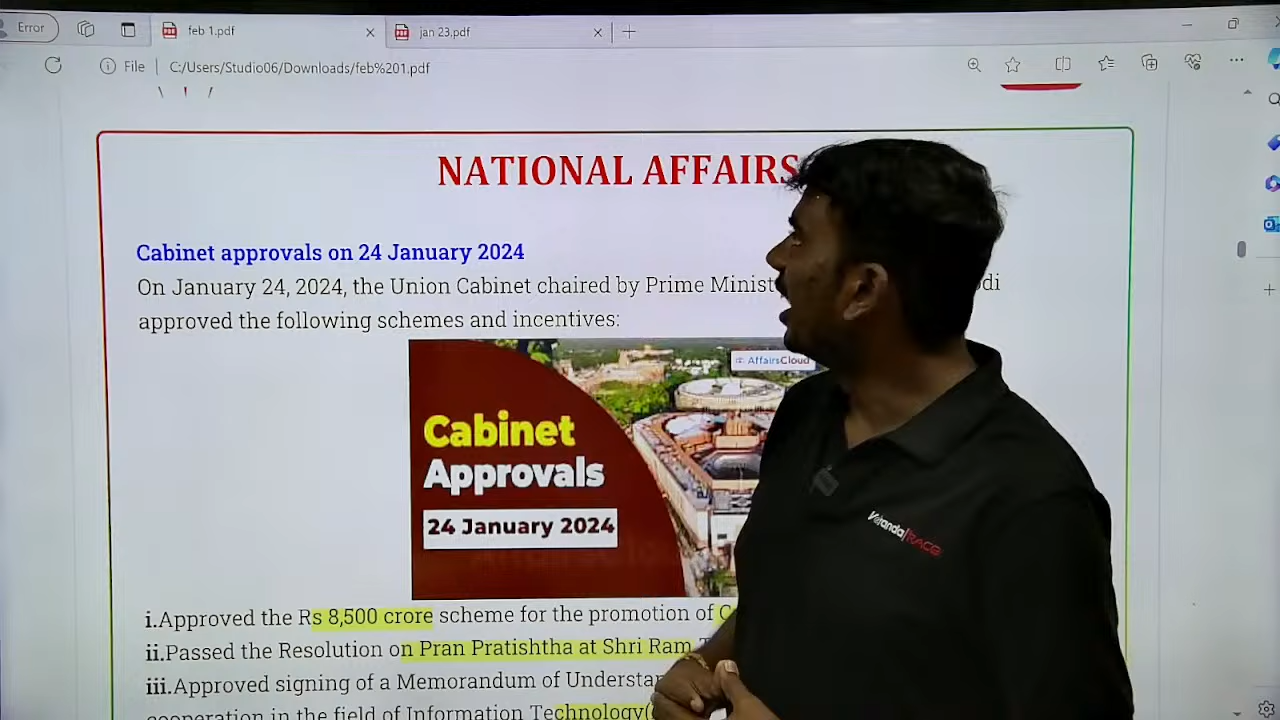 Error
feb 1.pdf
jan 23.pdf
File
C:/Users/Studio06/Downloads/feb%201.pdf
NATIONAL AFFAIRS
Cabinet approvals on 24 January 2024
On January 24, 2024, the Union Cabinet chaired by Prime
approved the following schemes and incentives:
AffairsCloud
Cabinet
Approvals
24 January 2024
i.Approved the Rs 8,500 crore scheme for the promotion of
ii.Passed the Resolution on Pran Pratishtha at Shri Ram
iii.Approved signing of a Memorandum of
cooperation in the field of Information Technology(
Veranda RACE